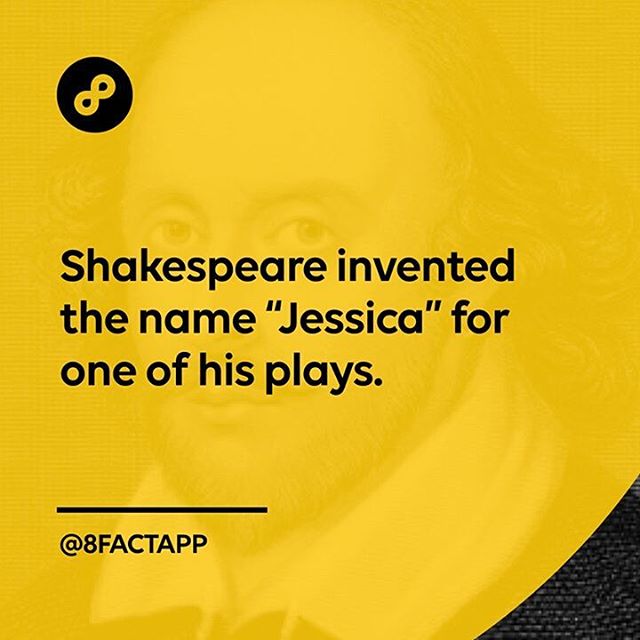 Shakespeare invented
the name “Jessica” for
one of his plays.
@8FACTAPP